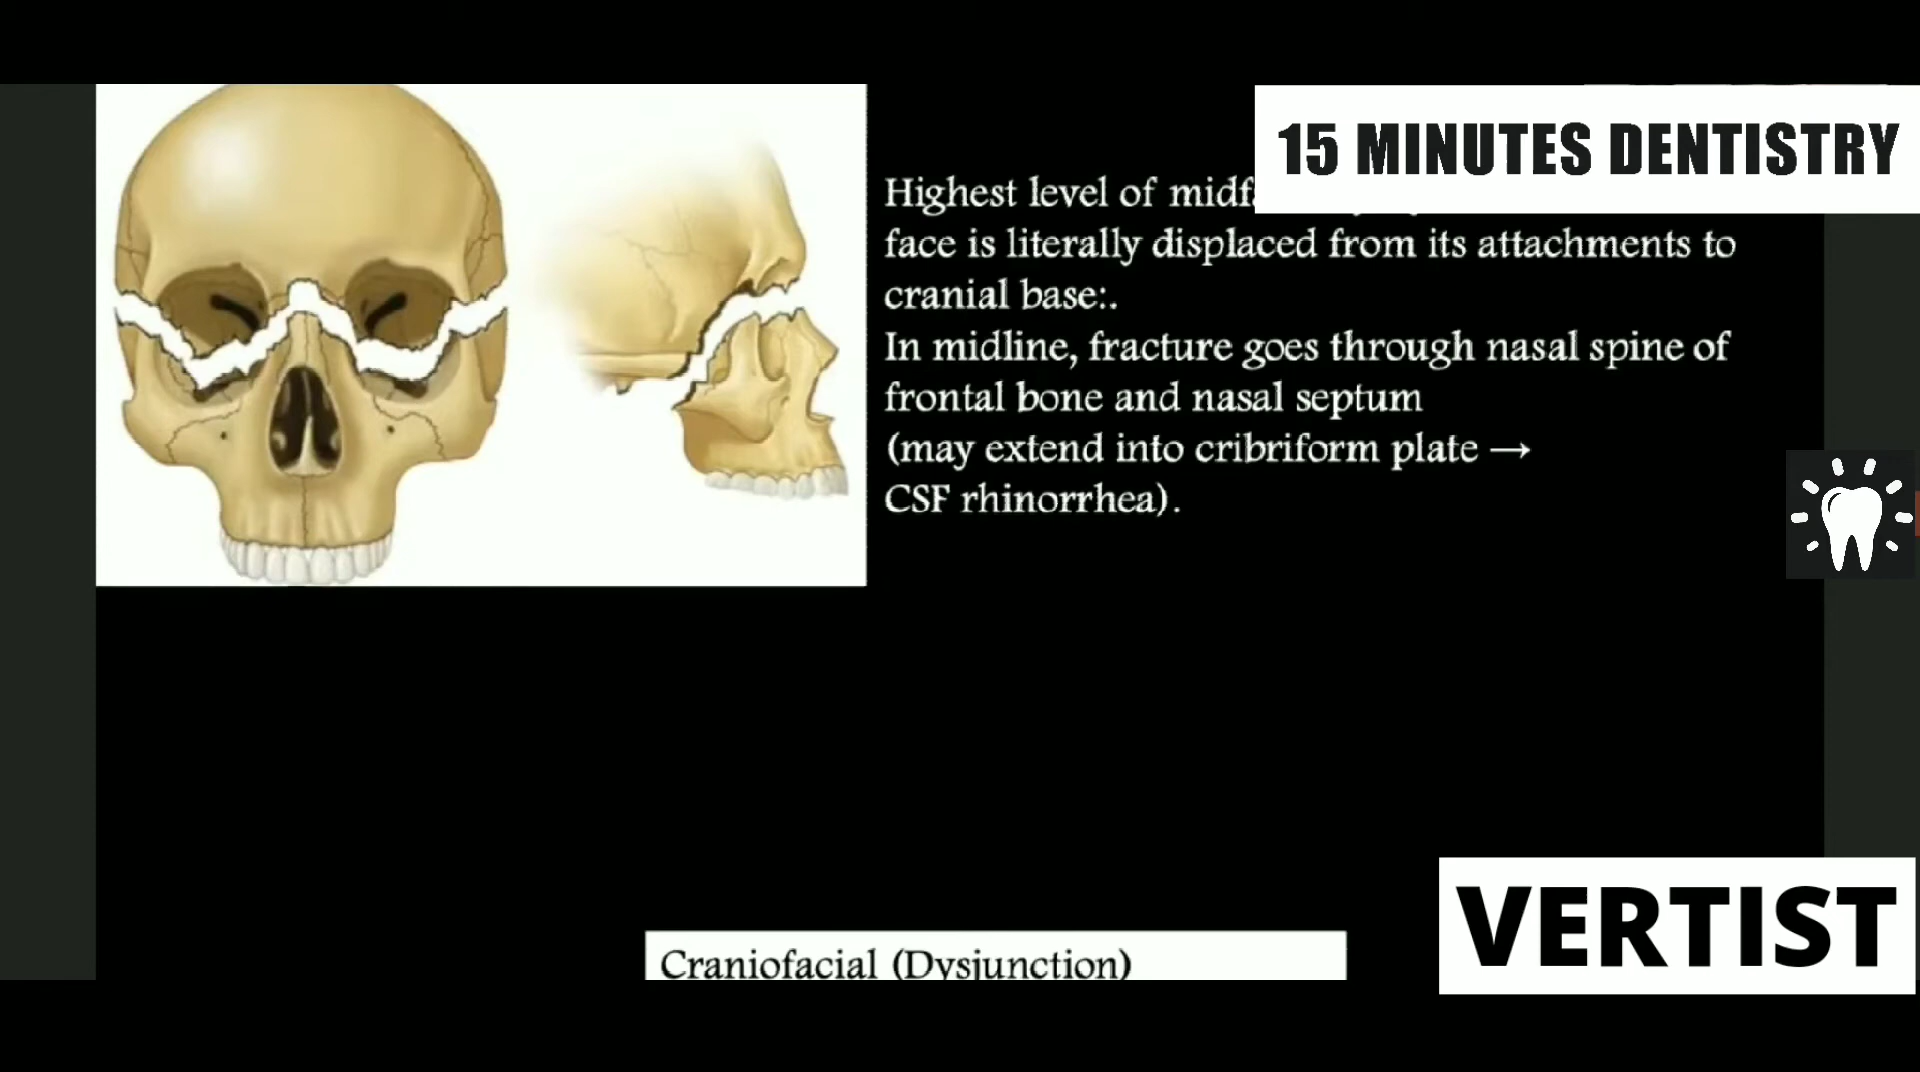 15 MINUTES DENTISTRY
Highest level of
face is literally displaced from its attachments to
cranial base:.
In midline, fracture goes through nasal spine of
frontal bone and nasal septum
(may extend into cribriform plate →
CSF rhinorrhea).
VERTIST
Craniofacial (Dysjunction)